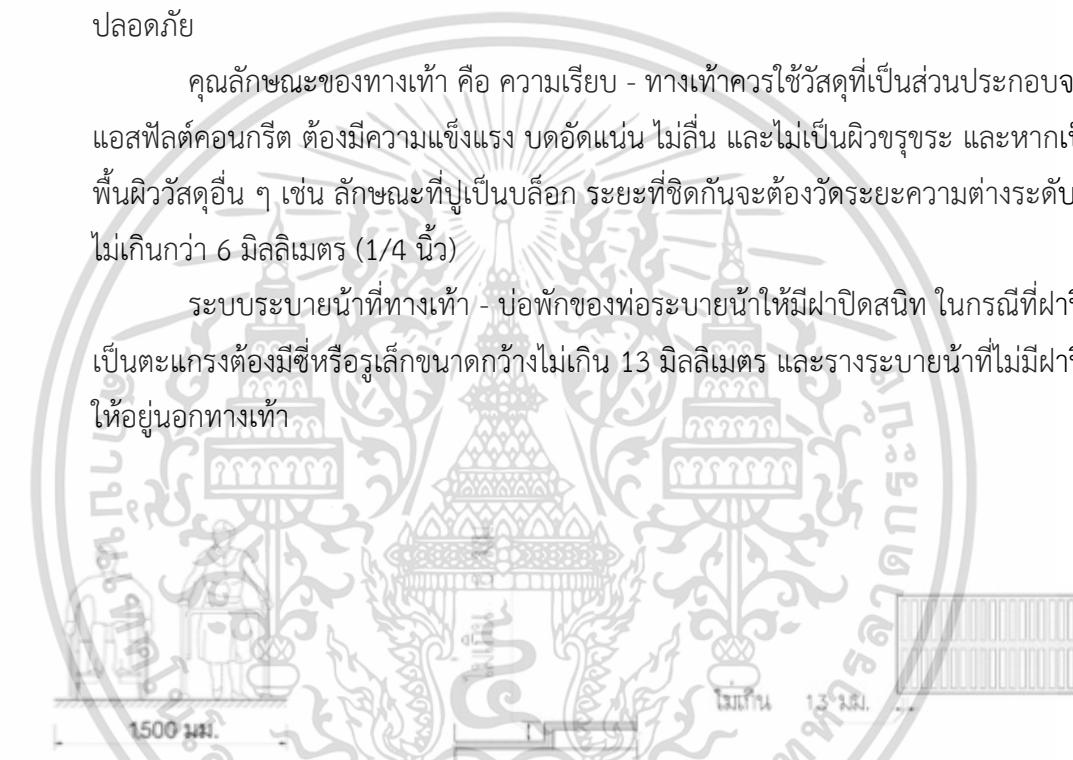 ปลอดภัย
คุณลักษณะของทางเท้า คือ ความเรียบ - ทางเท้าควรใช้วัสดุที่เป็นส่วนประกอบจ
แอสฟัลต์คอนกรีต ต้องมีความแข็งแรง บดอัดแน่น ไม่ลื่น และไม่เป็นผิวขรุขระ และหากเป็
พื้นผิววัสดุอื่น ๆ เช่น ลักษณะที่ปูเป็นบล็อก ระยะที่ชิดกันจะต้องวัดระยะความต่างระดับ
ไม่เกินกว่า 6 มิลลิเมตร (1/4 นิ้ว)
ระบบระบายน้ำที่ทางเท้า - บ่อพักของท่อระบายน้ำให้มีฝาปิดสนิท ในกรณีที่ฝาปิ
เป็นตะแกรงต้องมีซี่หรือรูเล็กขนาดกว้างไม่เกิน 13 มิลลิเมตร และรางระบายน้ำที่ไม่มีฝาปิ
ให้อยู่นอกทางเท้า
ไม่เกิน 13 มม.
1500 มม.